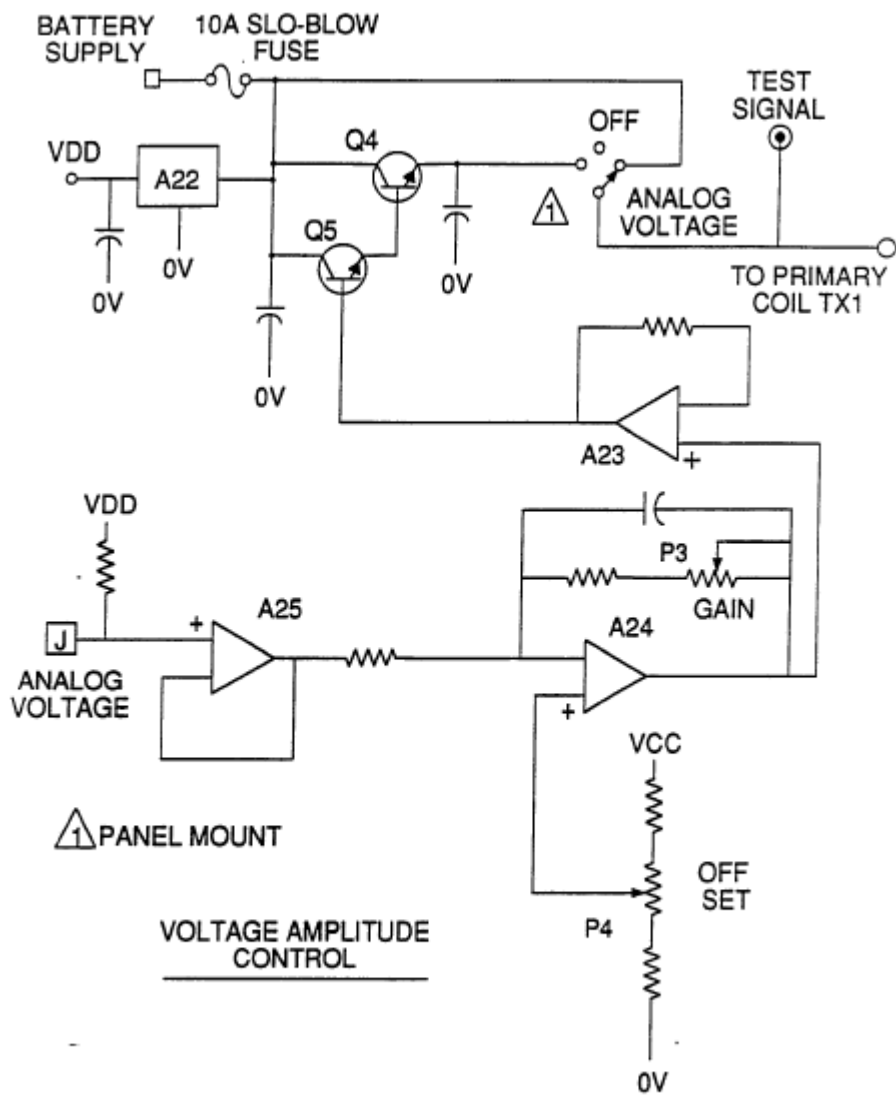 BATTERY
SUPPLY
10A SLO-BLOW
FUSE
TEST
SIGNAL
OFF
Q4
VDD
A22
1
ANALOG
VOLTAGE
Q5
0V
0V
0V
TO PRIMARY
COIL TX1
0V
A23
+
VDD
P3
GAIN
A25
+
A24
J
ANALOG
VOLTAGE
+
VCC
1 PANEL MOUNT
OFF
SET
P4
VOLTAGE AMPLITUDE
CONTROL
0V